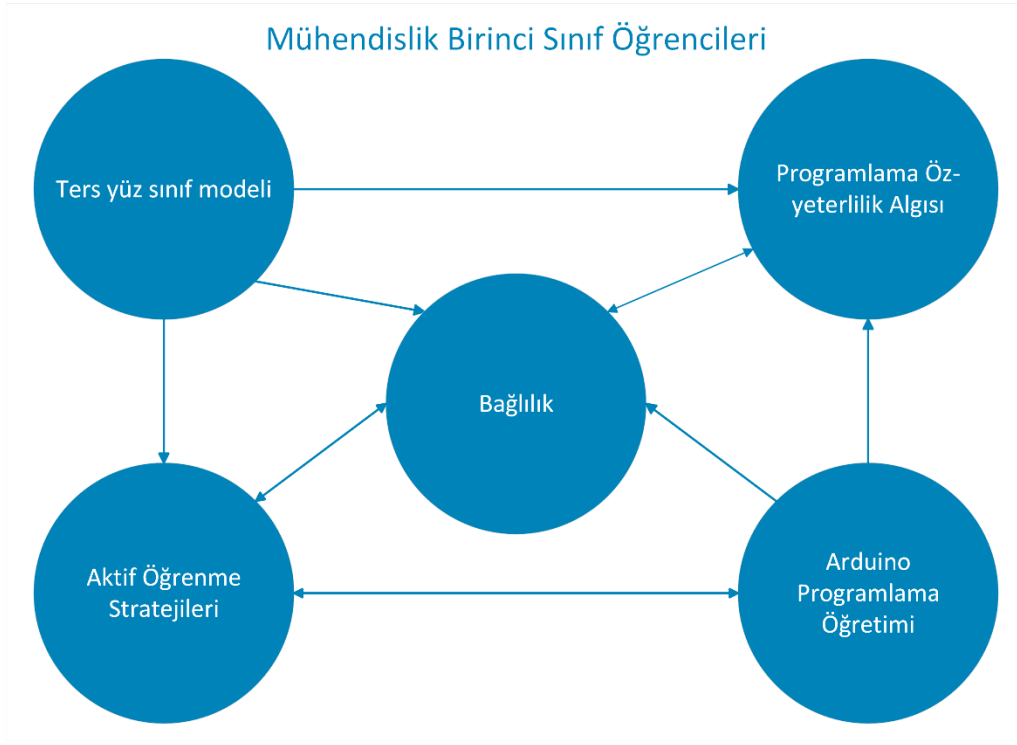 Mühendislik Birinci Sınıf Öğrencileri
Ters yüz sınıf modeli
Programlama Öz-
yeterlilik Algısı
Bağlılık
Aktif Öğrenme
Stratejileri
Arduino
Programlama
Öğretimi